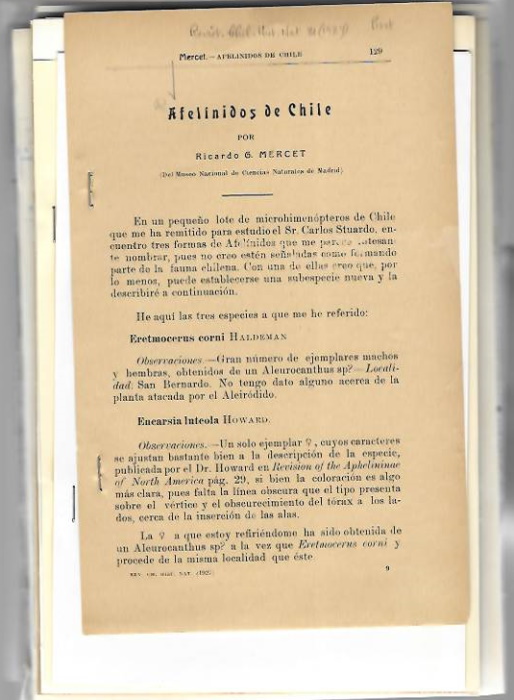 Mercet.—AFELINIDOS DE CHILE 129
Afelínidos de Chile
POR
Ricardo G. MERCET
(Del Museo Nacional de Ciencias Naturales de Madrid)
En un pequeño lote de microhimenópteros de Chile
que me ha remitido para estudio el Sr. Carlos Stuardo, en-
cuentro tres formas de Afelínidos que me
te nombrar, pues no creo estén señaladas como formando
parte de la fauna chilena. Con una de ellas creo que, por
lo menos, puede establecerse una subespecie nueva y la
describiré a continuación.
He aquí las tres especies a que me he referido:
Eretmocerus corni HALDEMAN
Observaciones.—Gran número de ejemplares machos
y hembras, obtenidos de un Aleurocanthus sp?—Locali-
dad: San Bernardo. No tengo dato alguno acerca de la
planta atacada por el Aleiródido.
Encarsia luteola HOWARD.
Observaciones.—Un solo ejemplar ♀, cuyos caracteres
se ajustan bastante bien a la descripción de la especie,
publicada por el Dr. Howard en Revision of the Aphelininae
of North America pág. 29, si bien la coloración es algo
más clara, pues falta la línea obscura que el tipo presenta
sobre el vértice y el obscurecimiento del tórax a los la-
dos, cerca de la inserción de las alas.
La ♀ a que estoy refiriéndome ha sido obtenida de
un Aleurocanthus sp? a la vez que Eretmocerus corni y
procede de la misma localidad que éste.
REV. CH. HIST. NAT. (1927) 9